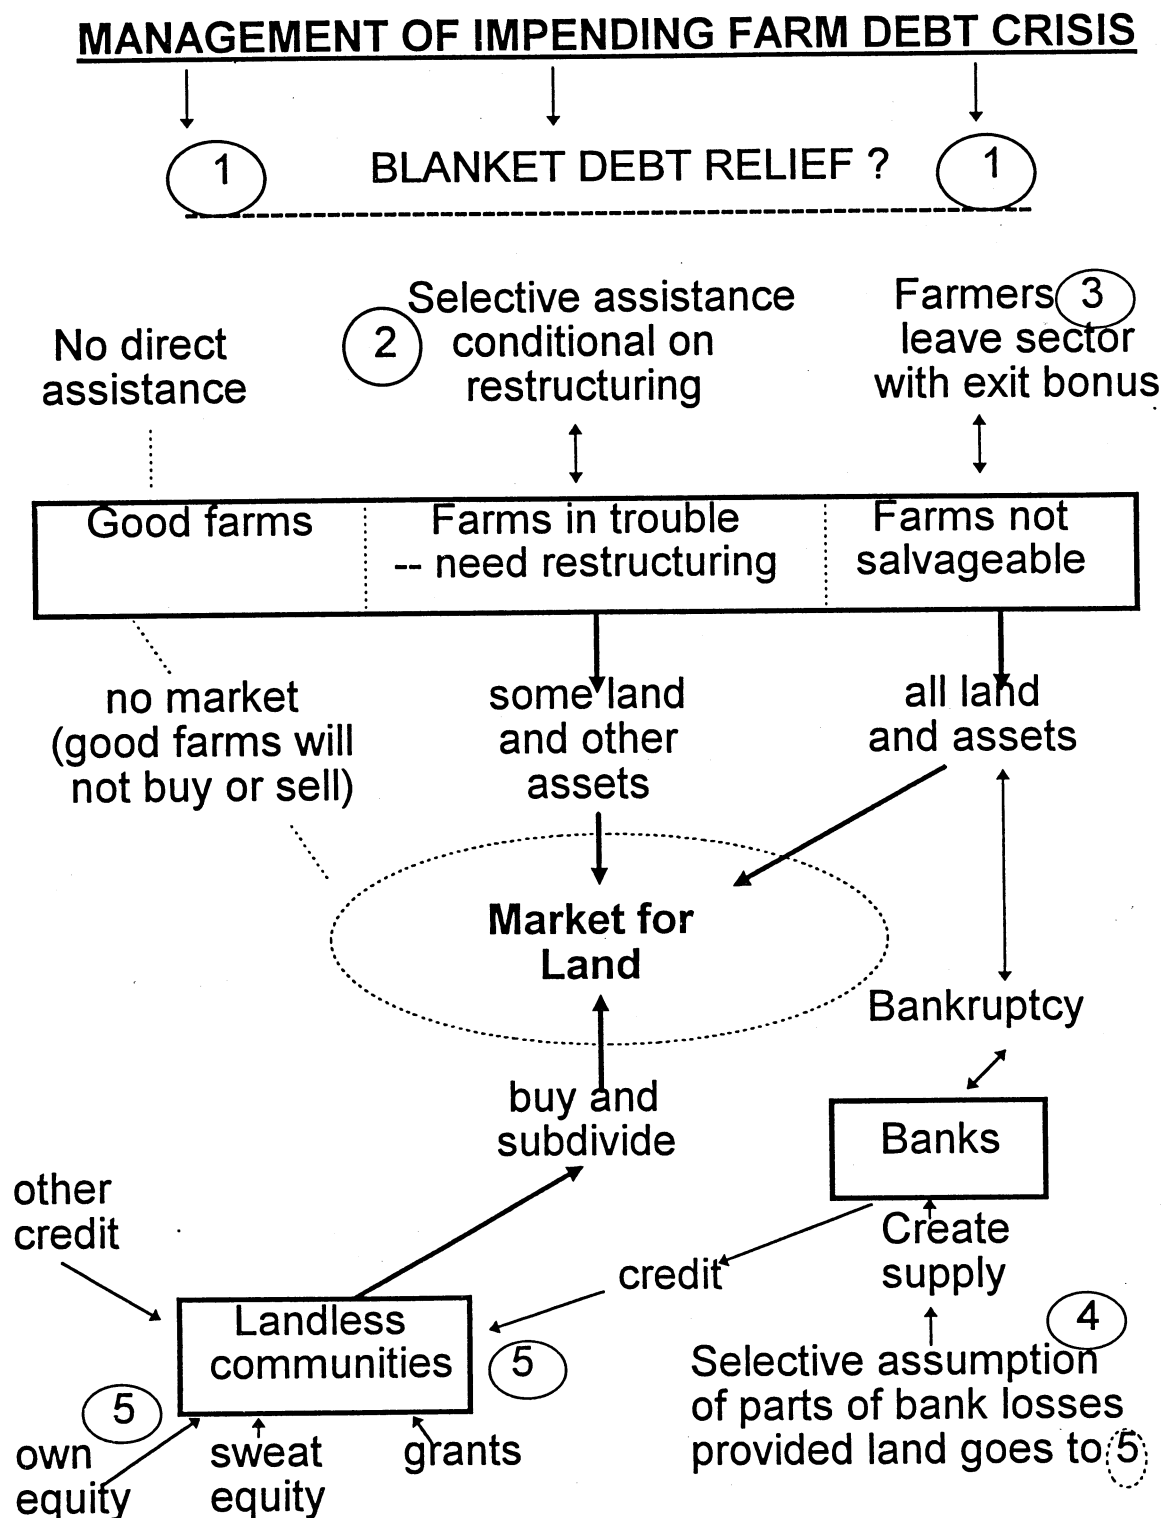 MANAGEMENT OF IMPENDING FARM DEBT CRISIS
1
BLANKET DEBT RELIEF ?
1
No direct
assistance
2
Selective assistance
conditional on
restructuring
Farmers 3
leave sector
with exit bonus
Good farms
Farms in trouble
-- need restructuring
Farms not
salvageable
no market
(good farms will
not buy or sell)
some land
and other
assets
all land
and assets
Market for
Land
Bankruptcy
buy and
subdivide
Banks
other
credit
Create
supply
credit
Landless
communities
5
5
4
Selective assumption
of parts of bank losses
provided land goes to 5
own
equity
sweat
equity
grants